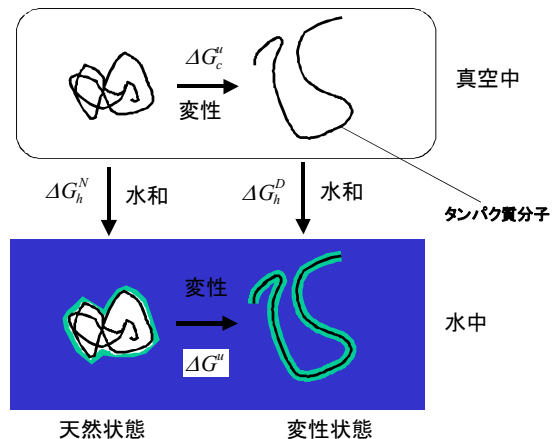 ΔG_c^u
変性
真空中
ΔG_h^N 水和
ΔG_h^D 水和
タンパク質分子
変性
ΔG^u
水中
天然状態
変性状態